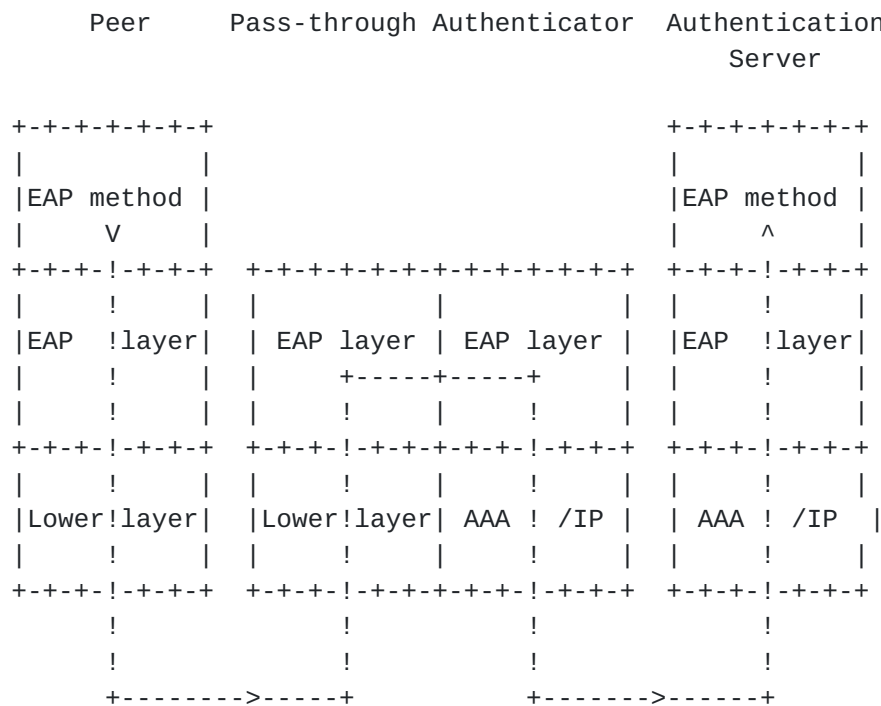 Peer     Pass-through Authenticator  Authentication
                                              Server

+-+-+-+-+-+-+                             +-+-+-+-+-+-+
|           |                             |           |
|EAP method |                             |EAP method |
|     V     |                             |     ^     |
+-+-+-!-+-+-+  +-+-+-+-+-+-+-+-+-+-+-+-+  +-+-+-!-+-+-+
|     !     |  |           |           |  |     !     |
|EAP  !layer|  | EAP layer | EAP layer |  |EAP  !layer|
|     !     |  |     +-----+-----+     |  |     !     |
|     !     |  |     !     |     !     |  |     !     |
+-+-+-!-+-+-+  +-+-+-!-+-+-+-+-+-!-+-+-+  +-+-+-!-+-+-+
|     !     |  |     !     |     !     |  |     !     |
|Lower!layer|  |Lower!layer| AAA ! /IP |  | AAA ! /IP  |
|     !     |  |     !     |     !     |  |     !     |
+-+-+-!-+-+-+  +-+-+-!-+-+-+-+-+-!-+-+-+  +-+-+-!-+-+-+
      !              !           !              !
      !              !           !              !
      +-------->-----+           +------->------+